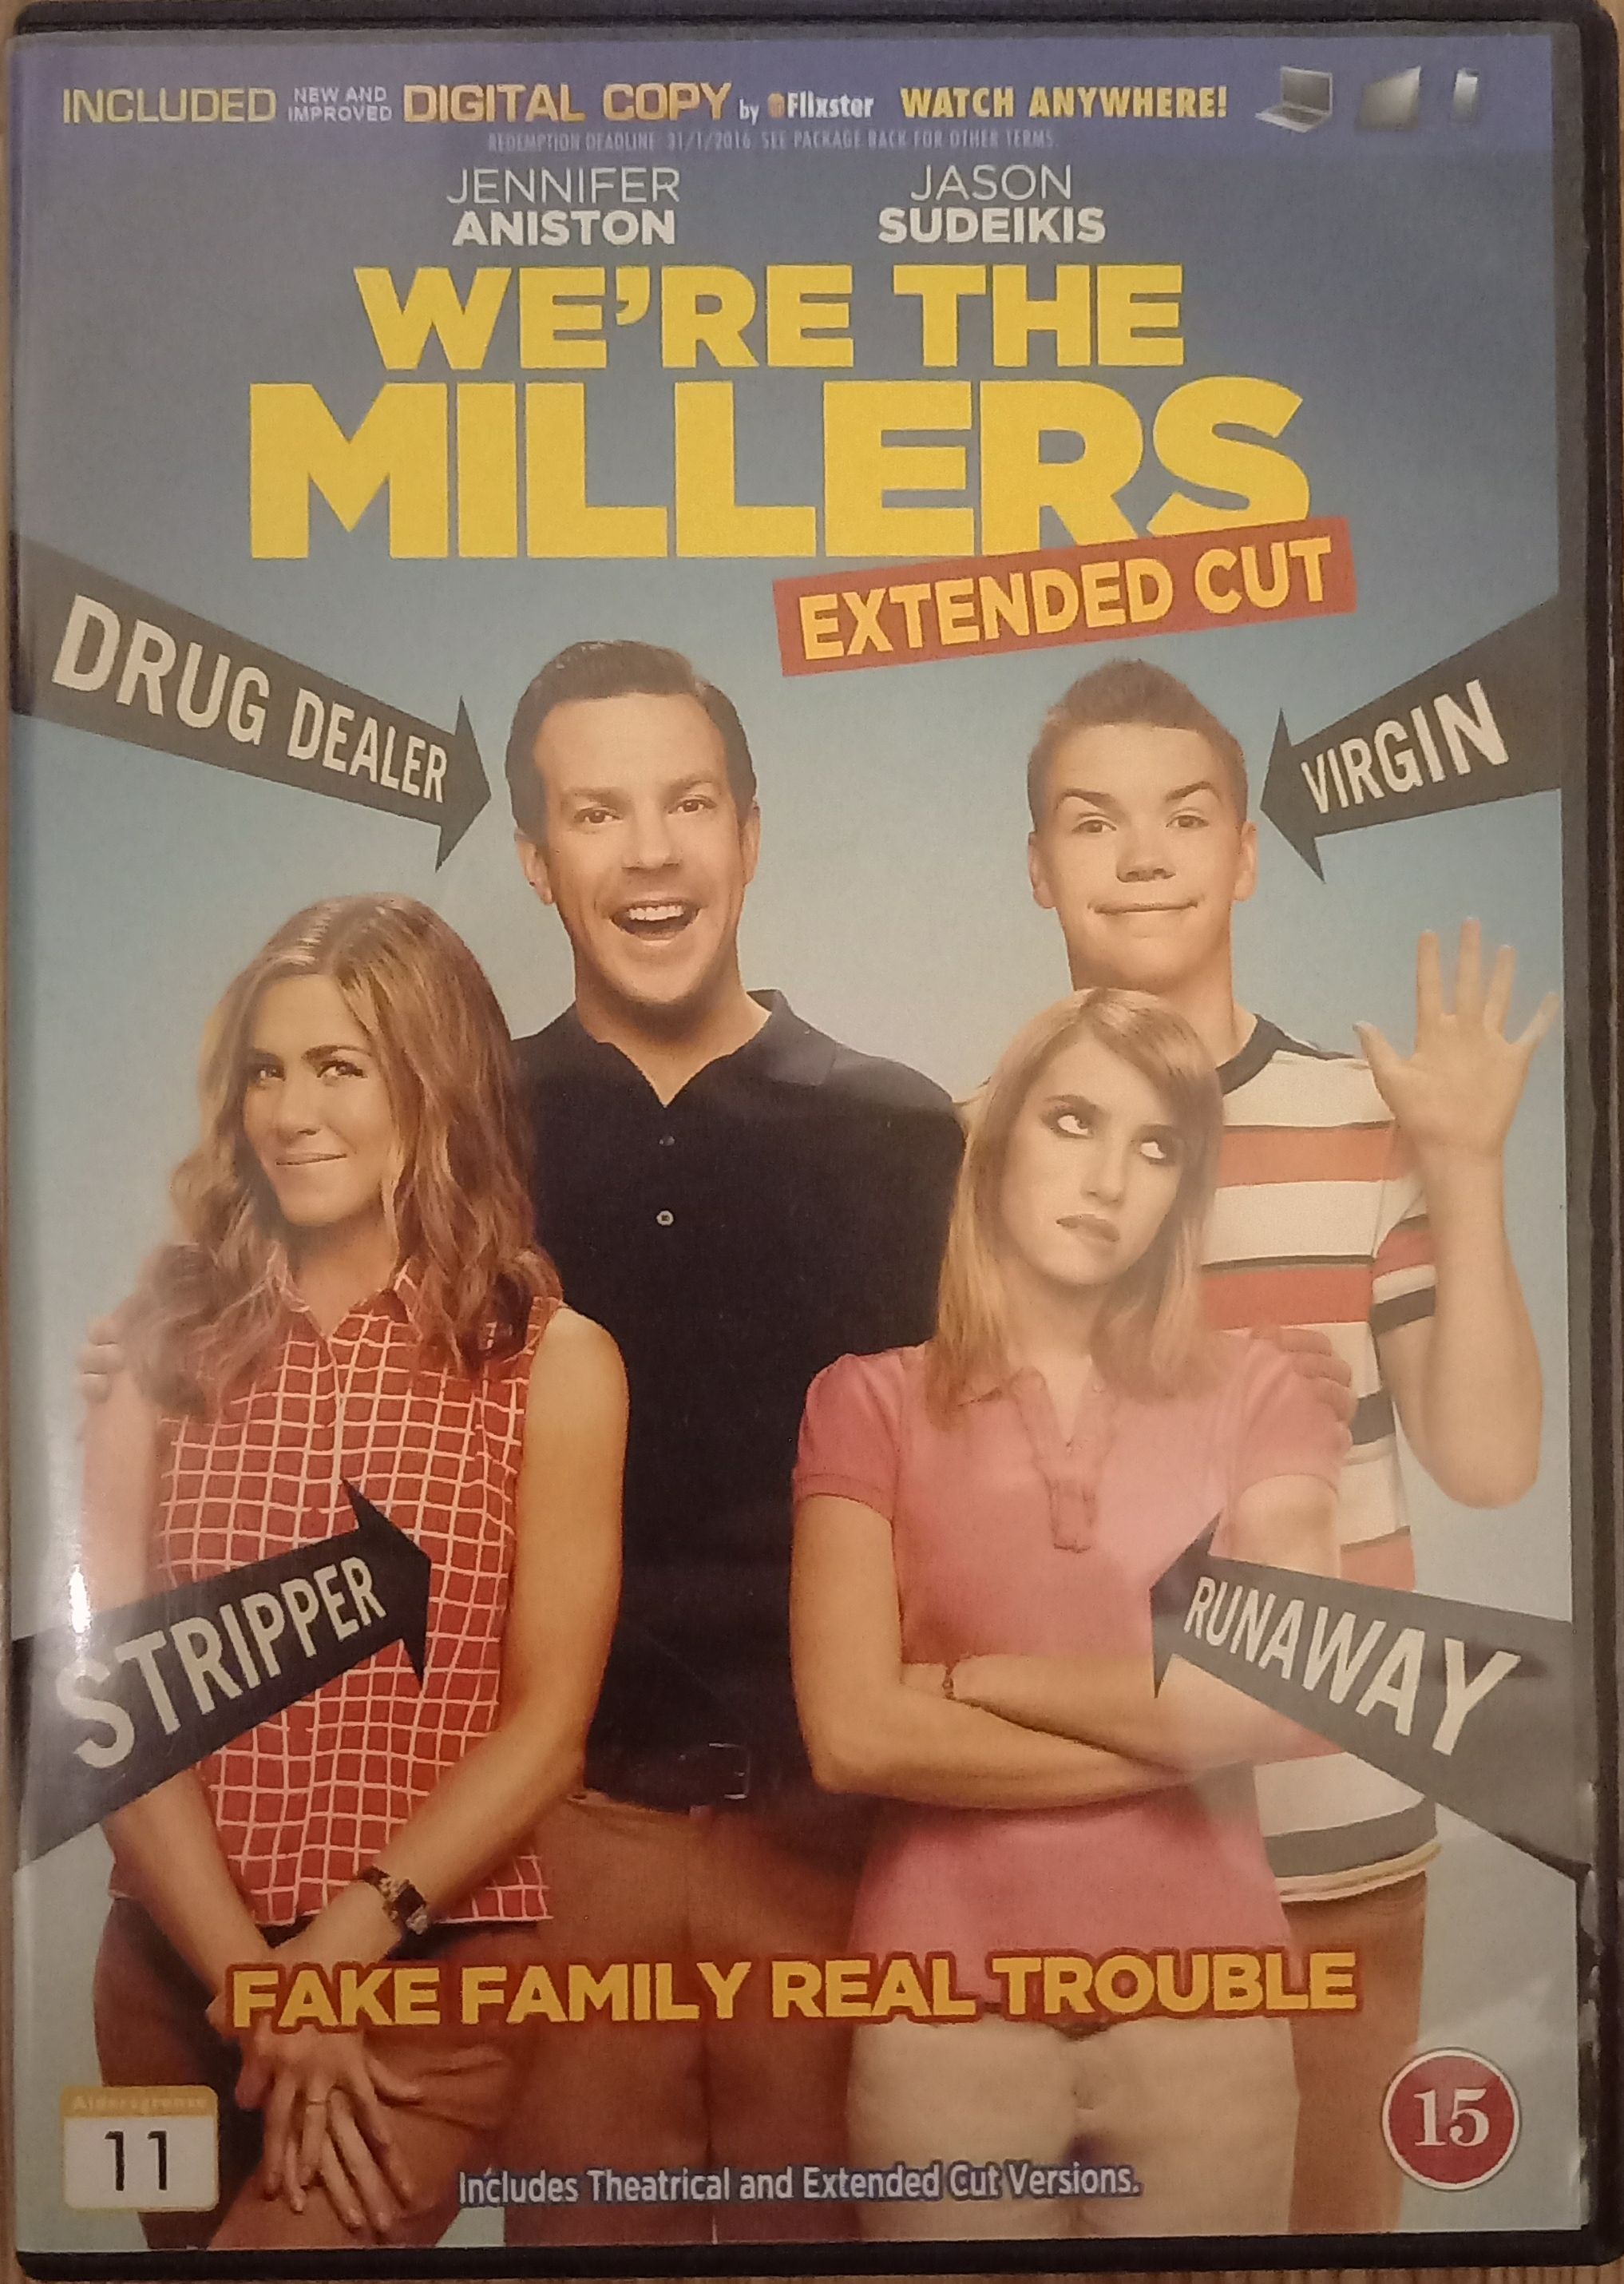 INCLUDED NEW AND IMPROVED DIGITAL COPY by Flixster WATCH ANYWHERE!
REDEMPTION DEADLINE: 31/1/2016. SEE PACKAGE BACK FOR OTHER TERMS.
JENNIFER ANISTON
JASON SUDEIKIS
WE'RE THE
MILLERS
EXTENDED CUT
DRUG DEALER
VIRGIN
STRIPPER
RUNAWAY
FAKE FAMILY REAL TROUBLE
Aldersgrense
11
15
Includes Theatrical and Extended Cut Versions.